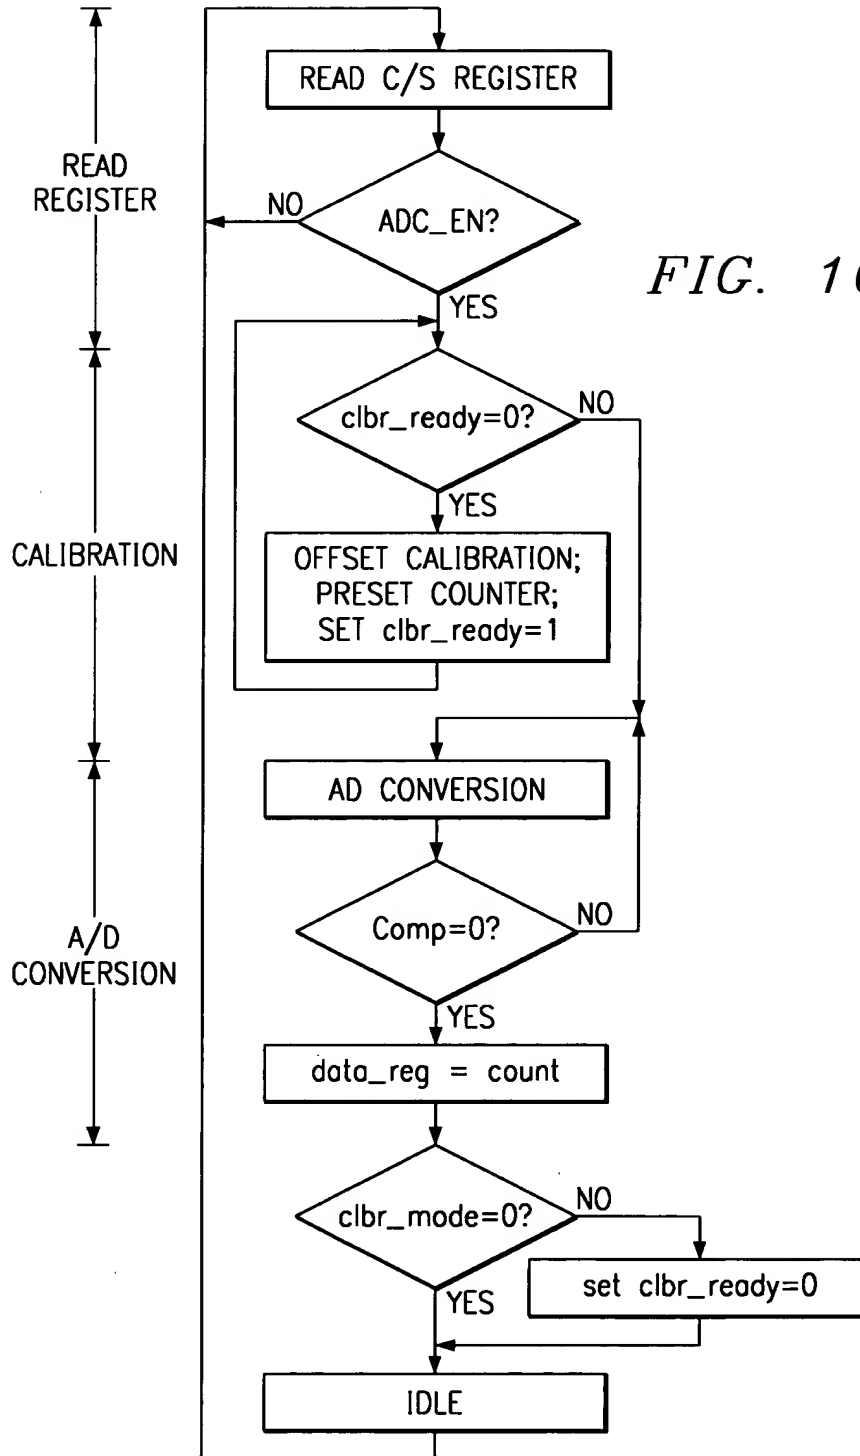 READ C/S REGISTER
READ
REGISTER
NO
ADC_EN?
YES
FIG. 10
clbr_ready=0?
NO
YES
CALIBRATION
OFFSET CALIBRATION;
PRESET COUNTER;
SET clbr_ready=1
AD CONVERSION
A/D
CONVERSION
Comp=0?
NO
YES
data_reg = count
clbr_mode=0?
NO
YES
set clbr_ready=0
IDLE